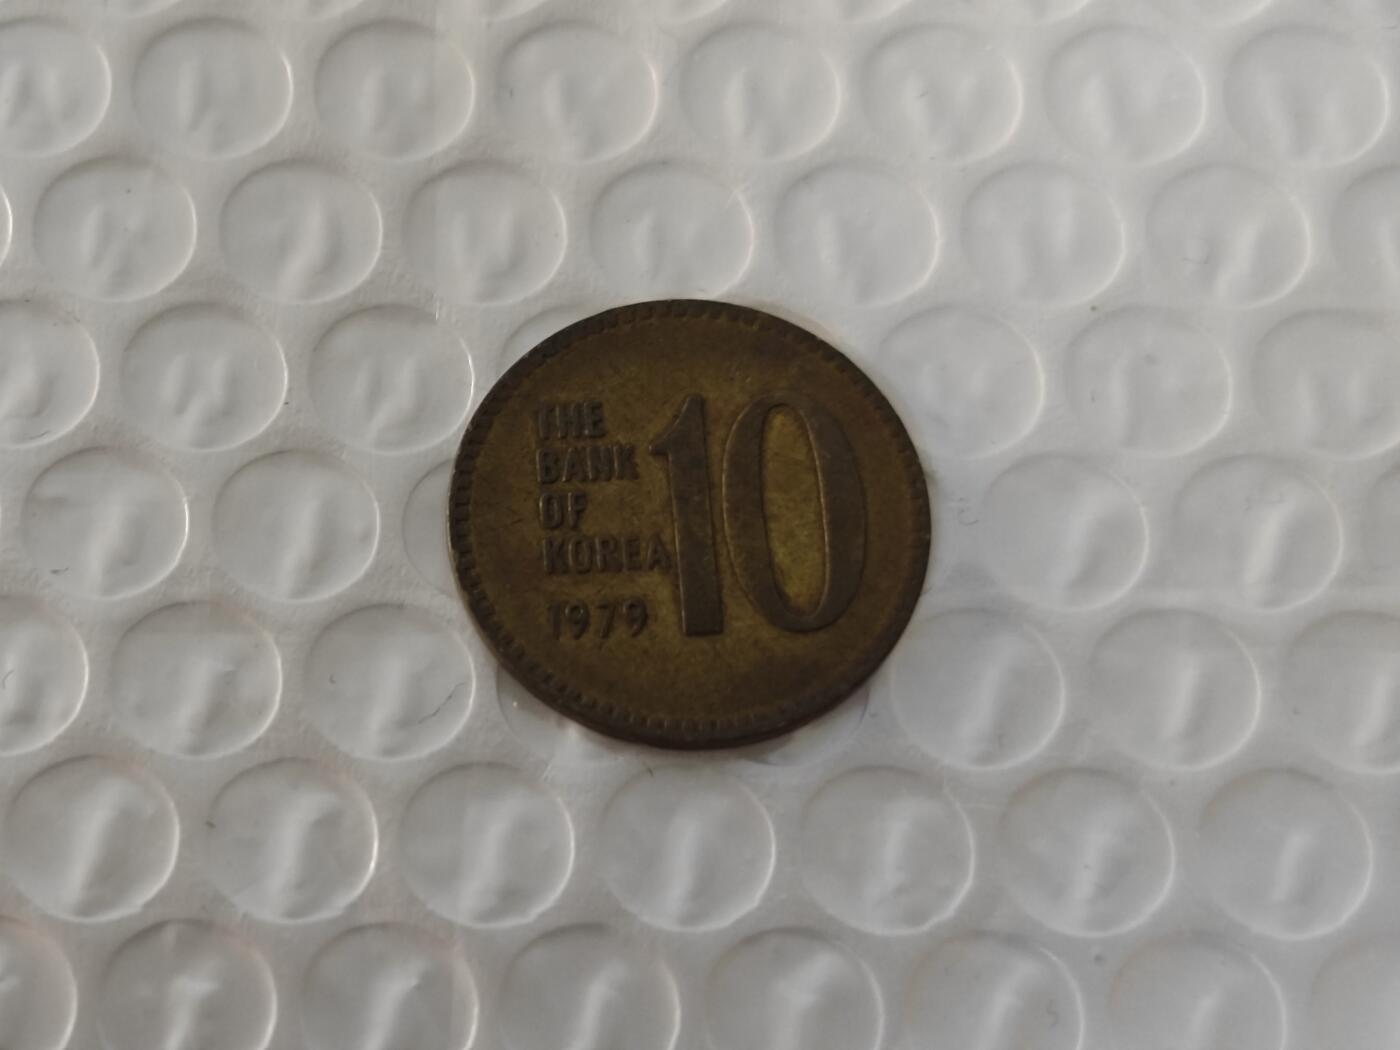 THE
BANK
OF
KOREA
1979
10